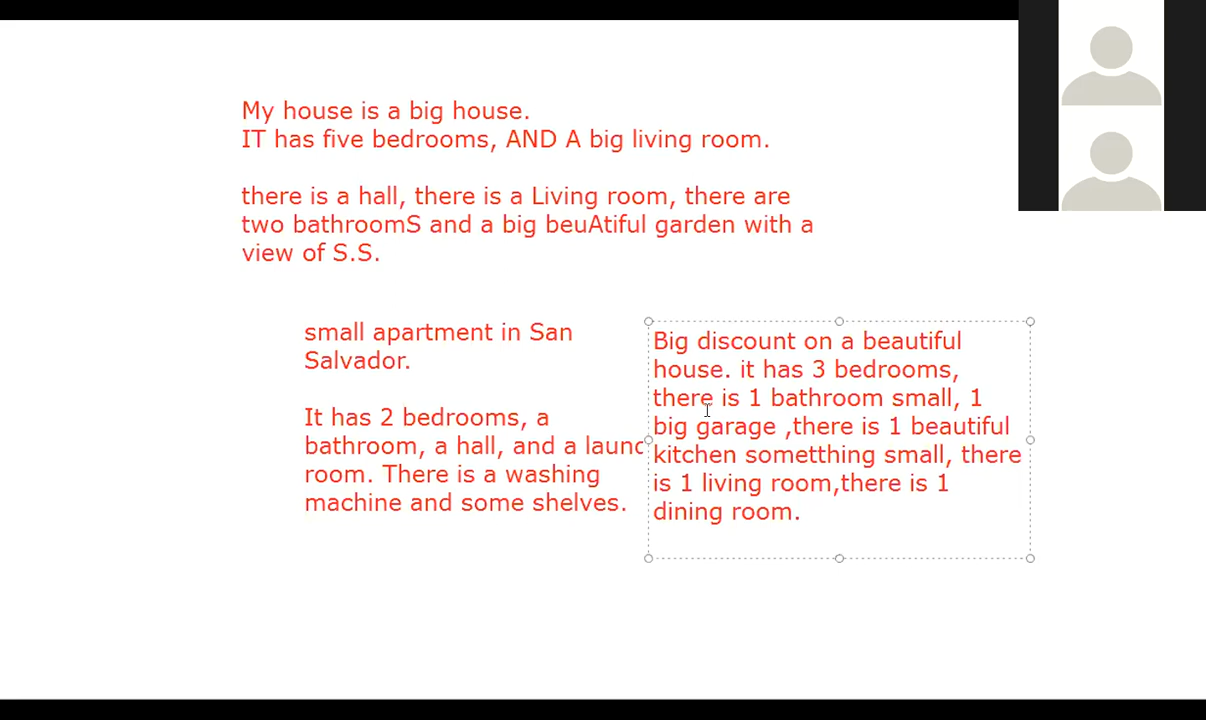 My house is a big house.
IT has five bedrooms, AND A big living room.
there is a hall, there is a Living room, there are
two bathroomS and a big beuAtiful garden with a
view of S.S.
small apartment in San
Salvador.
It has 2 bedrooms, a
bathroom, a hall, and a
room. There is a washing
machine and some shelves.
Big discount on a beautiful
house. it has 3 bedrooms,
there is 1 bathroom small, 1
big garage ,there is 1 beautiful
kitchen sometthing small, there
is 1 living room,there is 1
dining room.